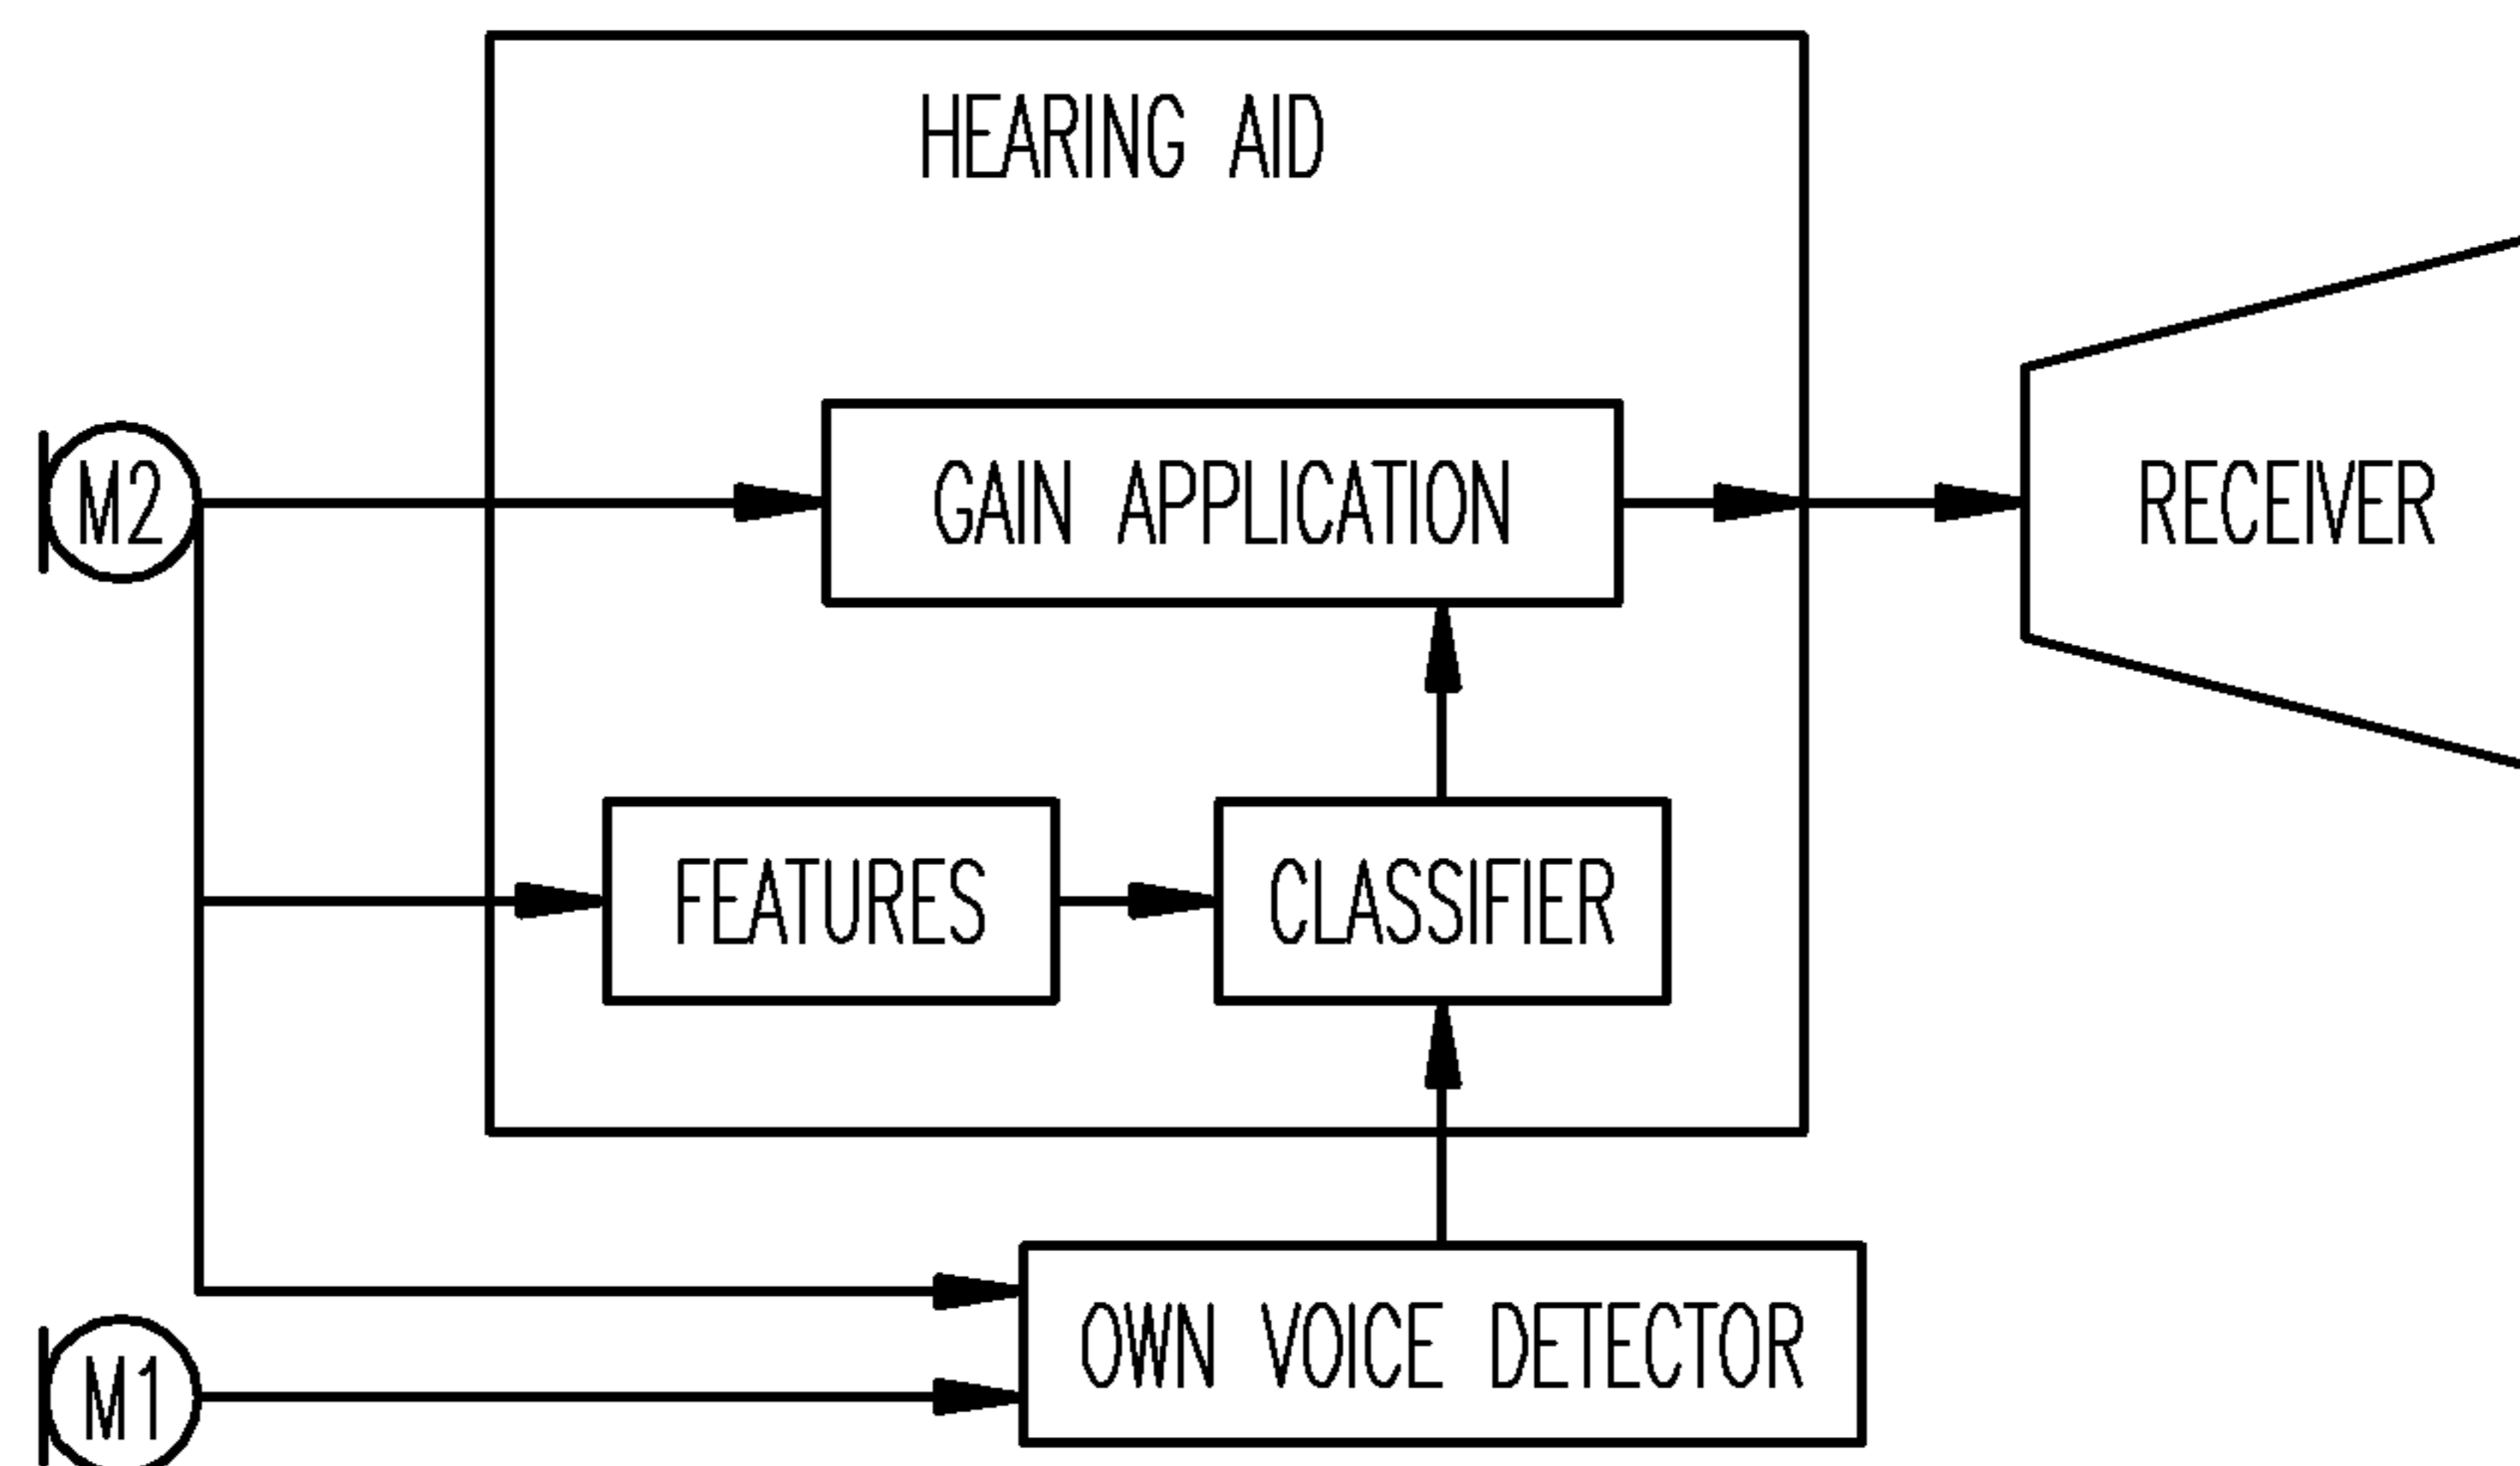 HEARING AID
M2
GAIN APPLICATION
RECEIVER
FEATURES
CLASSIFIER
OWN VOICE DETECTOR
M1